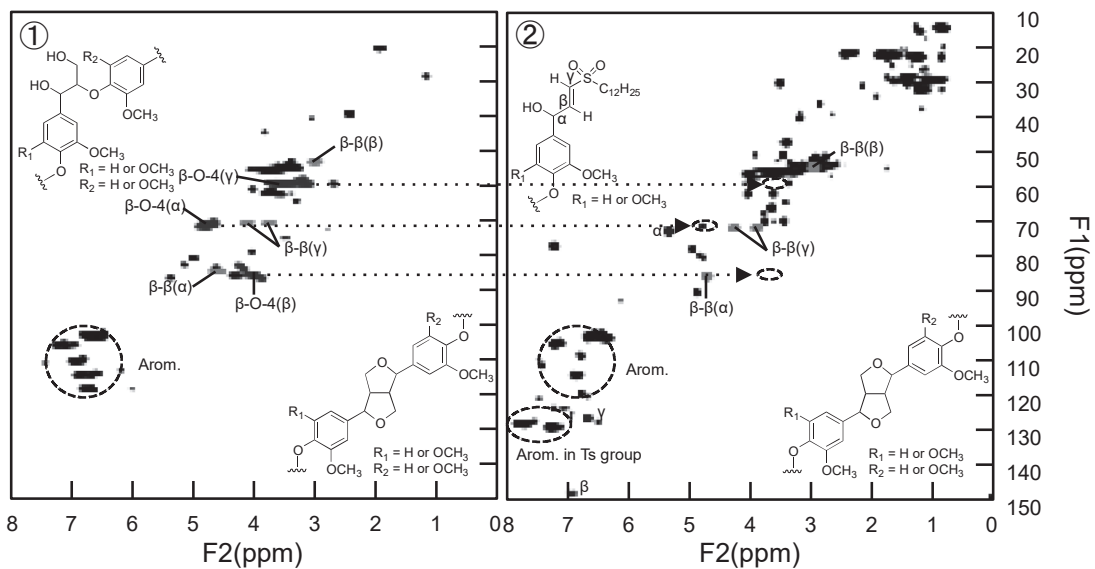 ①
HO
R₂
HO
O
OCH₃
R₁
OCH₃
O
R₁ = H or OCH₃
R₂ = H or OCH₃
β-β(β)
β-O-4(γ)
β-O-4(α)
β-β(γ)
β-β(α)
β-O-4(β)
Arom.
R₂
O
O
OCH₃
R₁
O
O
OCH₃
R₁ = H or OCH₃
R₂ = H or OCH₃
8 7 6 5 4 3 2 1 0
F2(ppm)
②
O O
H γ S
C₁₂H₂₅
β
HO H
α
R₁
OCH₃
O
R₁ = H or OCH₃
β-β(β)
α
β-β(γ)
β-β(α)
Arom.
γ
Arom. in Ts group
β
R₂
O
O
OCH₃
R₁
O
O
OCH₃
R₁ = H or OCH₃
R₂ = H or OCH₃
8 7 6 5 4 3 2 1 0
F2(ppm)
10
20
30
40
50
60
70
80
90
100
110
120
130
140
150
F1(ppm)